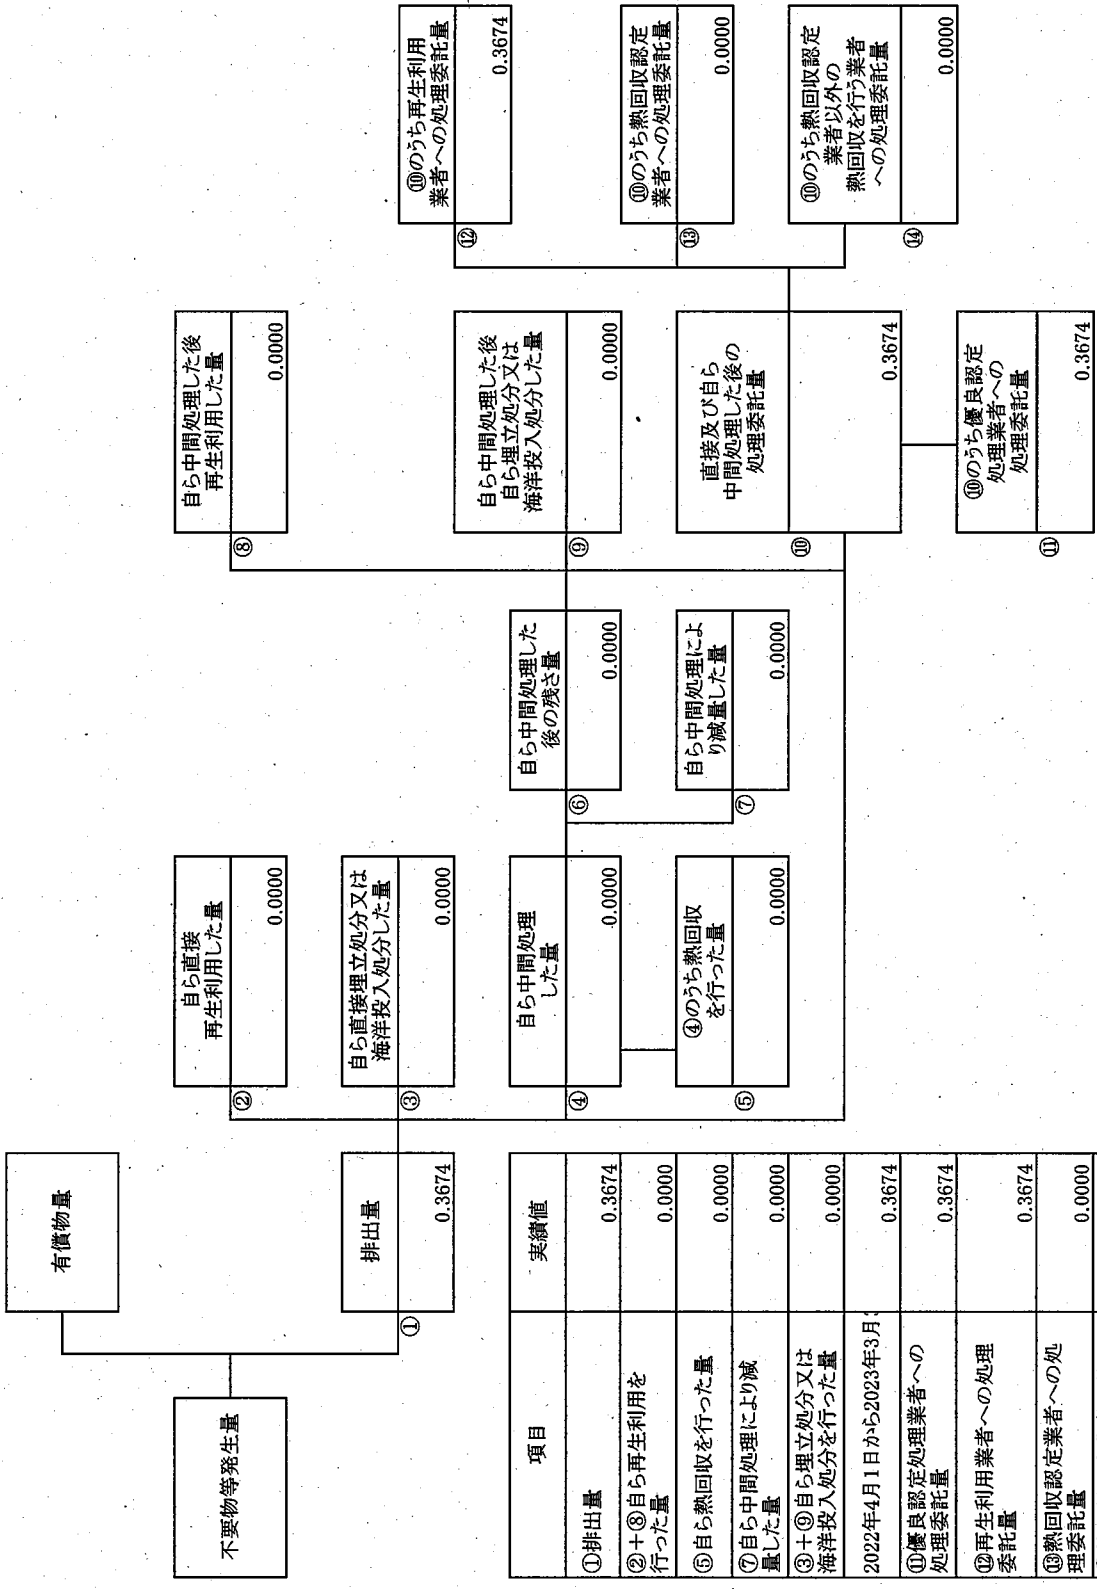 不要物等発生量
有償物量
①
排出量
0.3674
②
自ら直接
再生利用した量
0.0000
③
自ら直接埋立処分又は
海洋投入処分した量
0.0000
④
自ら中間処理
した量
0.0000
⑤
④のうち熱回収
を行った量
0.0000
⑥
自ら中間処理した
後の残さ量
0.0000
⑦
自ら中間処理によ
り減量した量
0.0000
⑧
自ら中間処理した後
再生利用した量
0.0000
⑨
自ら中間処理した後
自ら埋立処分又は
海洋投入処分した量
0.0000
⑩
直接及び自ら
中間処理した後の
処理委託量
0.3674
⑪
⑩のうち優良認定
処理業者への
処理委託量
0.3674
⑫
⑩のうち再生利用
業者への処理委託量
0.3674
⑬
⑩のうち熱回収認定
業者への処理委託量
0.0000
⑭
⑩のうち熱回収認定
業者以外の
熱回収を行う業者
への処理委託量
0.0000
項目 実績値
①排出量 0.3674
②+⑧自ら再生利用を
行った量 0.0000
⑤自ら熱回収を行った量 0.0000
⑦自ら中間処理により減
量した量 0.0000
③+⑨自ら埋立処分又は
海洋投入処分を行った量 0.0000
2022年4月1日から2023年3月 0.3674
⑪優良認定処理業者への
処理委託量 0.3674
⑫再生利用業者への処理
委託量 0.3674
⑬熱回収認定業者への処
理委託量 0.0000